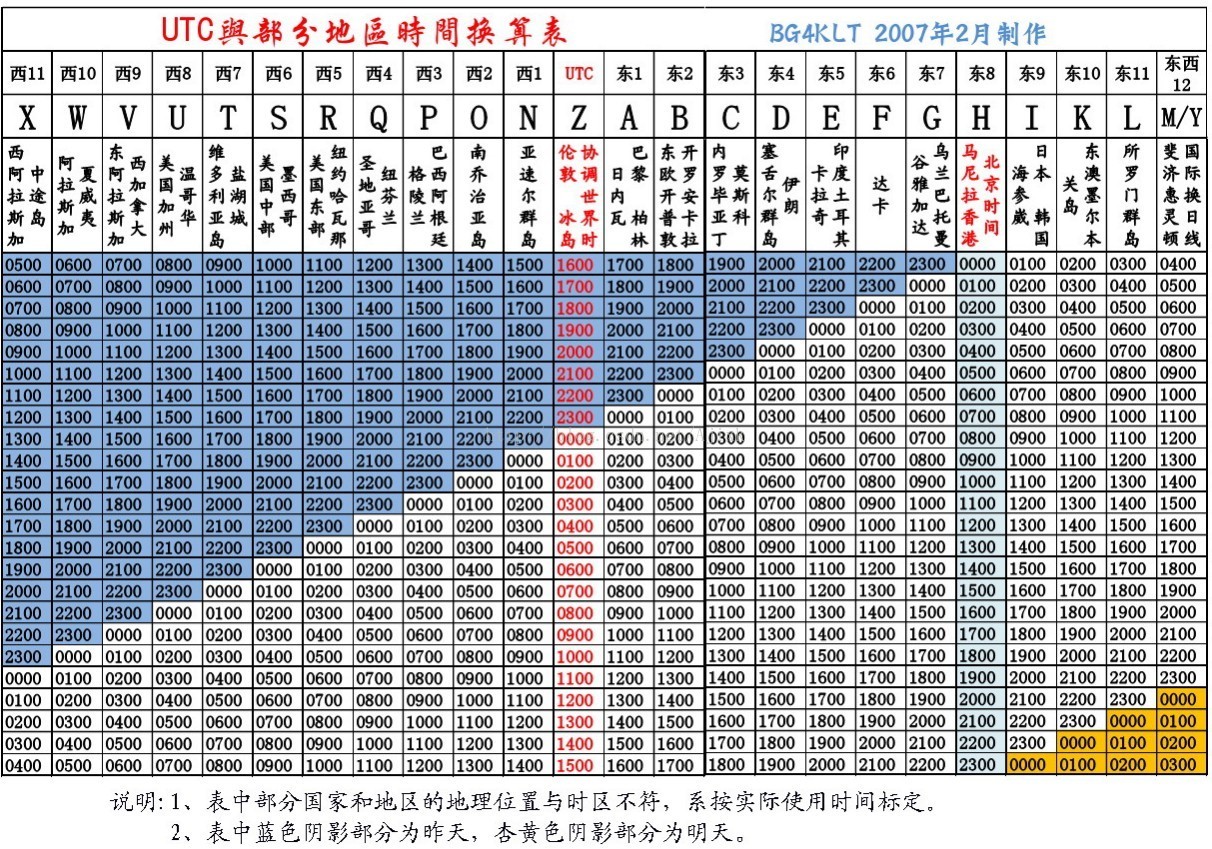 UTC與部分地區時間換算表 BG4KLT 2007年2月制作
西11 西10 西9 西8 西7 西6 西5 西4 西3 西2 西1 UTC 东1 东2 东3 东4 东5 东6 东7 东8 东9 东10 东11 东西12
X W V U T S R Q P O N Z A B C D E F G H I K L M/Y
中途岛
西阿拉斯加
夏威夷
阿拉斯加
西加拿大
东阿拉斯加
温哥华
美国加州
盐湖城
维多利亚岛
墨西哥
美国中部
纽约哈瓦那
美国东部
纽芬兰
圣地亚哥
巴西阿根廷
格陵兰
南乔治亚岛
亚速尔群岛
协调世界时
伦敦 冰岛
巴黎 柏林
日内瓦
开罗安卡拉
东欧开普敦
莫斯科
内罗毕亚丁
伊朗
塞舌尔群岛
印度土耳其
卡拉奇
达卡
乌兰巴托曼
谷雅加达
北京时间
马尼拉香港
日本 韩国
海参崴
东澳墨尔本
关岛
所罗门群岛
国际换日线
斐济惠灵顿
0500 0600 0700 0800 0900 1000 1100 1200 1300 1400 1500 1600 1700 1800 1900 2000 2100 2200 2300 0000 0100 0200 0300 0400
0600 0700 0800 0900 1000 1100 1200 1300 1400 1500 1600 1700 1800 1900 2000 2100 2200 2300 0000 0100 0200 0300 0400 0500
0700 0800 0900 1000 1100 1200 1300 1400 1500 1600 1700 1800 1900 2000 2100 2200 2300 0000 0100 0200 0300 0400 0500 0600
0800 0900 1000 1100 1200 1300 1400 1500 1600 1700 1800 1900 2000 2100 2200 2300 0000 0100 0200 0300 0400 0500 0600 0700
0900 1000 1100 1200 1300 1400 1500 1600 1700 1800 1900 2000 2100 2200 2300 0000 0100 0200 0300 0400 0500 0600 0700 0800
1000 1100 1200 1300 1400 1500 1600 1700 1800 1900 2000 2100 2200 2300 0000 0100 0200 0300 0400 0500 0600 0700 0800 0900
1100 1200 1300 1400 1500 1600 1700 1800 1900 2000 2100 2200 2300 0000 0100 0200 0300 0400 0500 0600 0700 0800 0900 1000
1200 1300 1400 1500 1600 1700 1800 1900 2000 2100 2200 2300 0000 0100 0200 0300 0400 0500 0600 0700 0800 0900 1000 1100
1300 1400 1500 1600 1700 1800 1900 2000 2100 2200 2300 0000 0100 0200 0300 0400 0500 0600 0700 0800 0900 1000 1100 1200
1400 1500 1600 1700 1800 1900 2000 2100 2200 2300 0000 0100 0200 0300 0400 0500 0600 0700 0800 0900 1000 1100 1200 1300
1500 1600 1700 1800 1900 2000 2100 2200 2300 0000 0100 0200 0300 0400 0500 0600 0700 0800 0900 1000 1100 1200 1300 1400
1600 1700 1800 1900 2000 2100 2200 2300 0000 0100 0200 0300 0400 0500 0600 0700 0800 0900 1000 1100 1200 1300 1400 1500
1700 1800 1900 2000 2100 2200 2300 0000 0100 0200 0300 0400 0500 0600 0700 0800 0900 1000 1100 1200 1300 1400 1500 1600
1800 1900 2000 2100 2200 2300 0000 0100 0200 0300 0400 0500 0600 0700 0800 0900 1000 1100 1200 1300 1400 1500 1600 1700
1900 2000 2100 2200 2300 0000 0100 0200 0300 0400 0500 0600 0700 0800 0900 1000 1100 1200 1300 1400 1500 1600 1700 1800
2000 2100 2200 2300 0000 0100 0200 0300 0400 0500 0600 0700 0800 0900 1000 1100 1200 1300 1400 1500 1600 1700 1800 1900
2100 2200 2300 0000 0100 0200 0300 0400 0500 0600 0700 0800 0900 1000 1100 1200 1300 1400 1500 1600 1700 1800 1900 2000
2200 2300 0000 0100 0200 0300 0400 0500 0600 0700 0800 0900 1000 1100 1200 1300 1400 1500 1600 1700 1800 1900 2000 2100
2300 0000 0100 0200 0300 0400 0500 0600 0700 0800 0900 1000 1100 1200 1300 1400 1500 1600 1700 1800 1900 2000 2100 2200
0000 0100 0200 0300 0400 0500 0600 0700 0800 0900 1000 1100 1200 1300 1400 1500 1600 1700 1800 1900 2000 2100 2200 2300
0100 0200 0300 0400 0500 0600 0700 0800 0900 1000 1100 1200 1300 1400 1500 1600 1700 1800 1900 2000 2100 2200 2300 0000
0200 0300 0400 0500 0600 0700 0800 0900 1000 1100 1200 1300 1400 1500 1600 1700 1800 1900 2000 2100 2200 2300 0000 0100
0300 0400 0500 0600 0700 0800 0900 1000 1100 1200 1300 1400 1500 1600 1700 1800 1900 2000 2100 2200 2300 0000 0100 0200
0400 0500 0600 0700 0800 0900 1000 1100 1200 1300 1400 1500 1600 1700 1800 1900 2000 2100 2200 2300 0000 0100 0200 0300
说明：1、表中部分国家和地区的地理位置与时区不符，系按实际使用时间标定。
2、表中蓝色阴影部分为昨天，杏黄色阴影部分为明天。